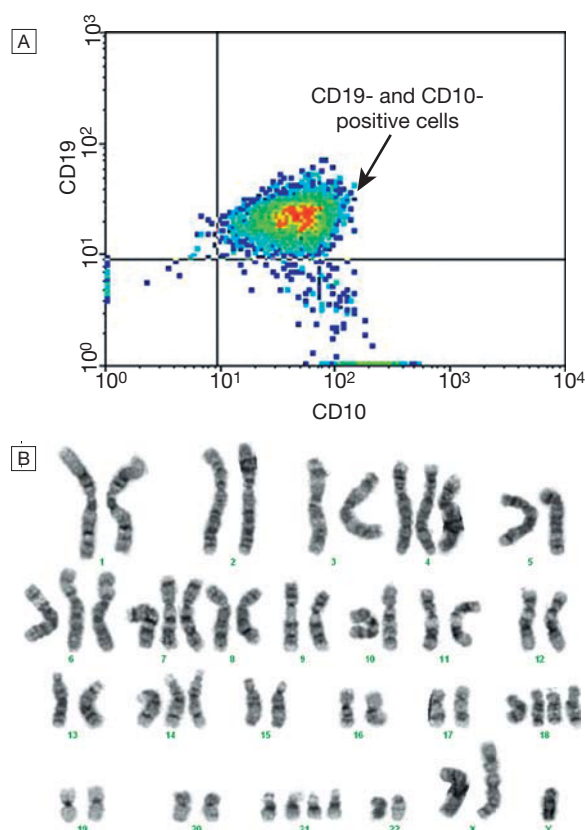 A
10³
10²
10¹
10⁰
CD19
CD19- and CD10-
positive cells
10⁰ 10¹ 10² 10³ 10⁴
CD10
B
1 2 3 4 5
6 7 8 9 10 11 12
13 14 15 16 17 18
19 20 21 22 X Y